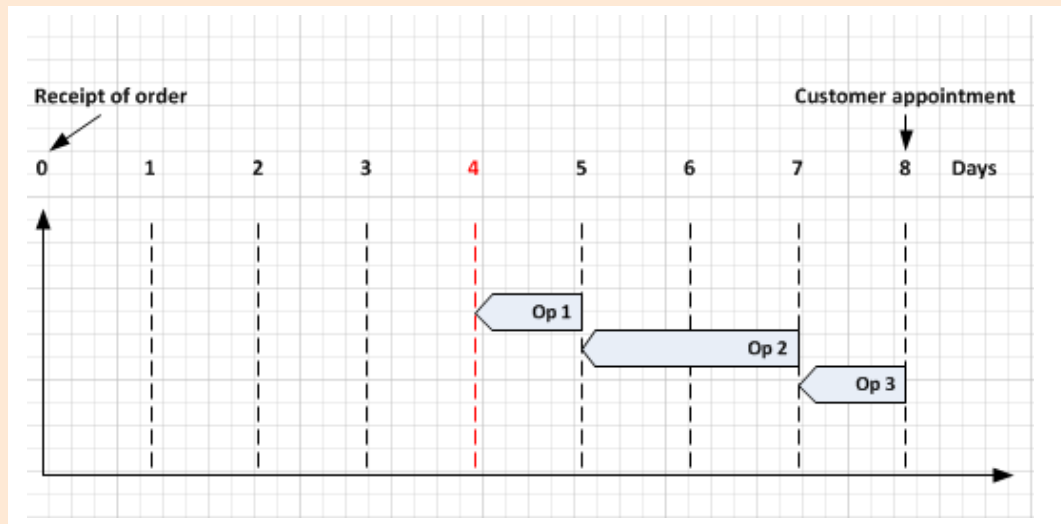 Receipt of order
Customer appointment
0 1 2 3 4 5 6 7 8 Days
Op 1
Op 2
Op 3